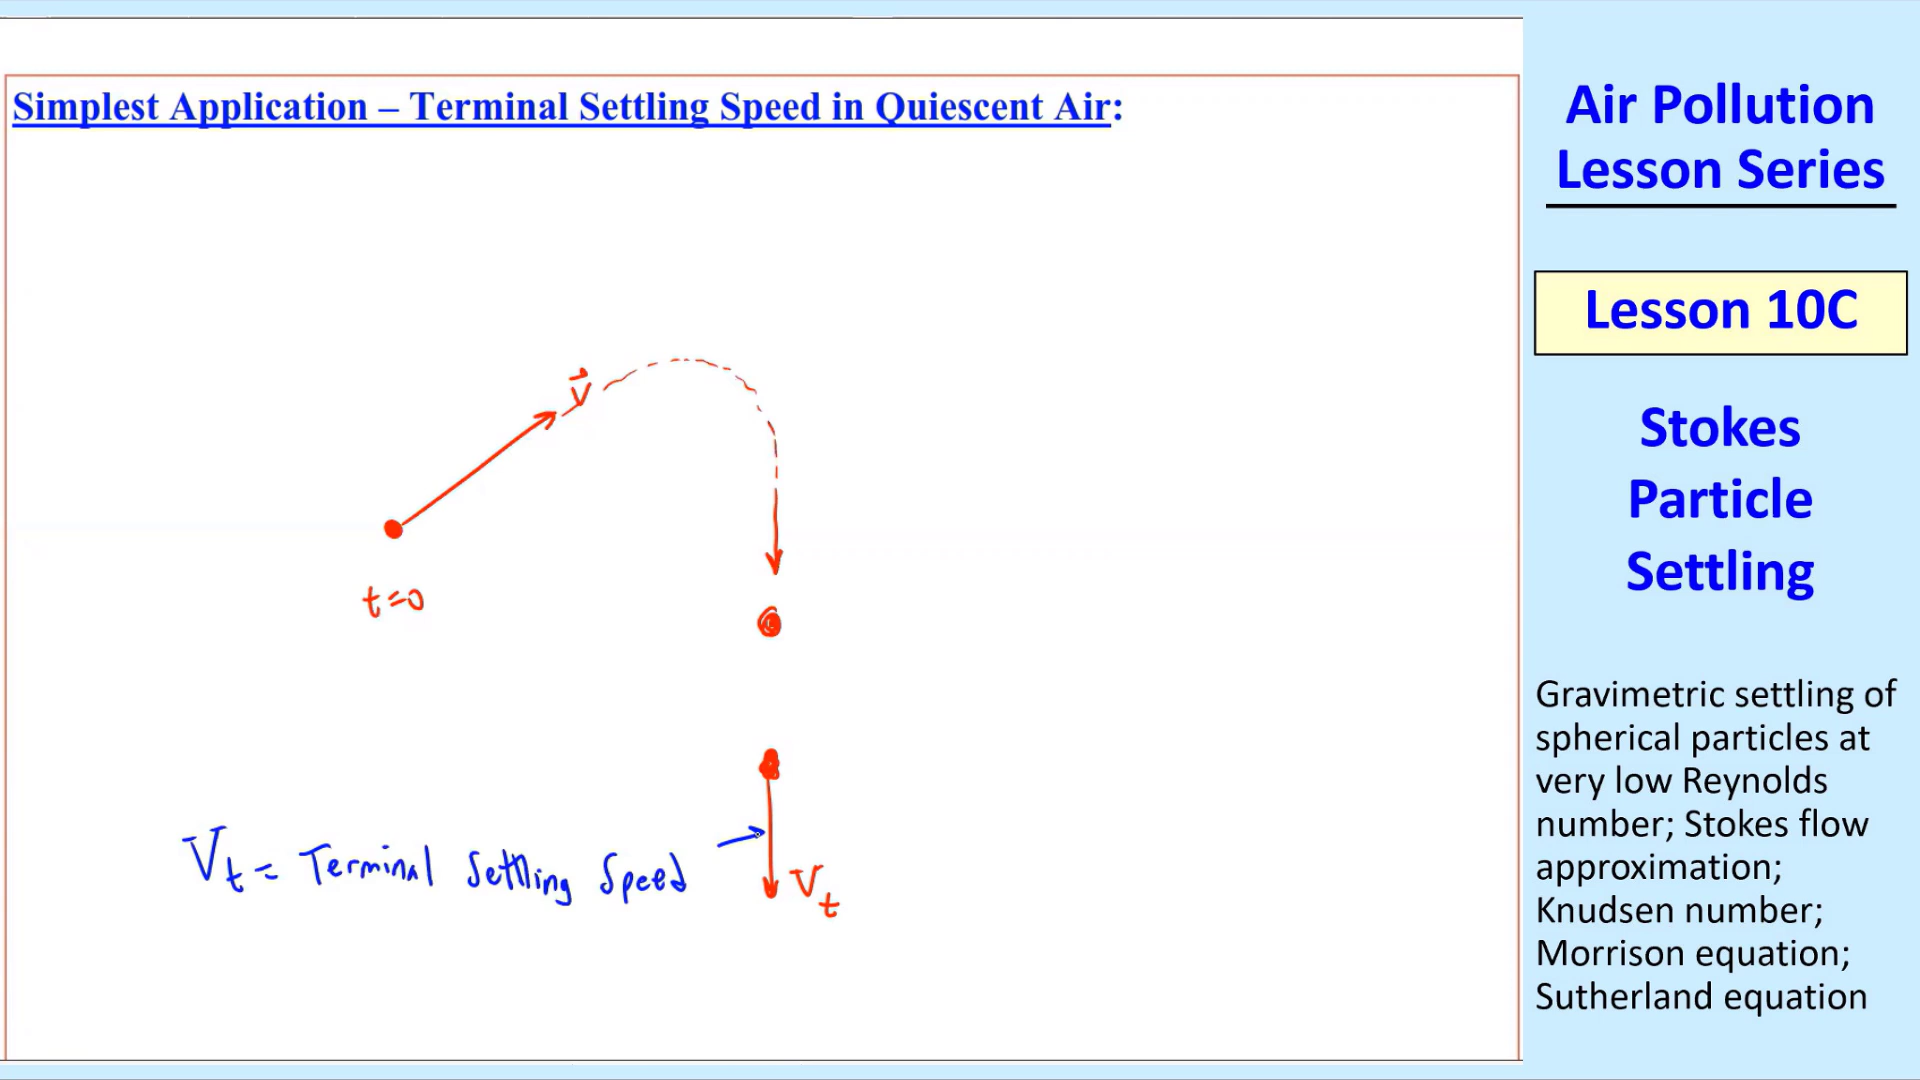 Simplest Application – Terminal Settling Speed in Quiescent Air:
v⃗
t=0
V_t = Terminal Settling Speed
V_t
Air Pollution
Lesson Series
Lesson 10C
Stokes
Particle
Settling
Gravimetric settling of
spherical particles at
very low Reynolds
number; Stokes flow
approximation;
Knudsen number;
Morrison equation;
Sutherland equation